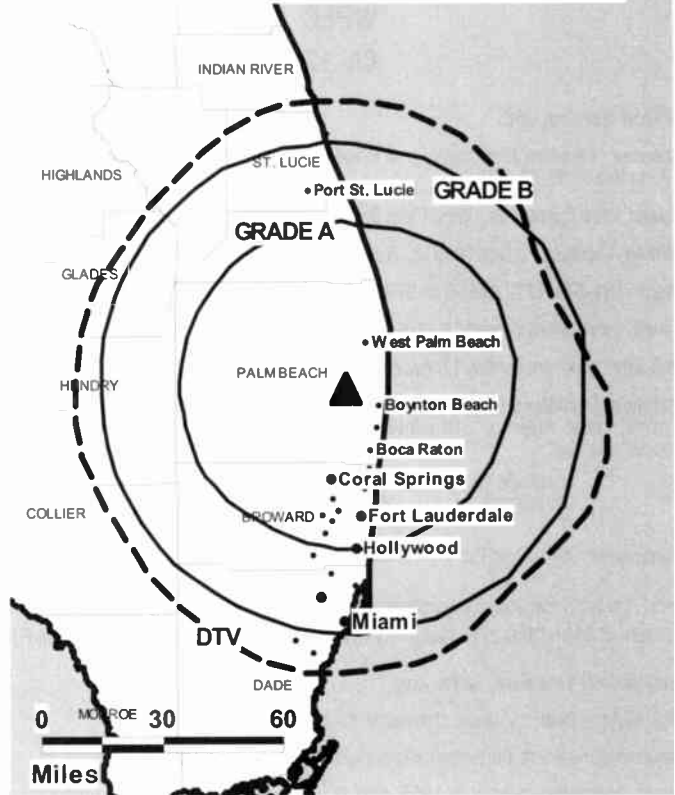 INDIAN RIVER
ST. LUCIE
HIGHLANDS
Port St. Lucie
GRADE B
GRADE A
GLADES
West Palm Beach
PALM BEACH
HENDRY
Boynton Beach
Boca Raton
Coral Springs
COLLIER
BROWARD
Fort Lauderdale
Hollywood
Miami
DTV
DADE
0 30 60
MONROE
Miles